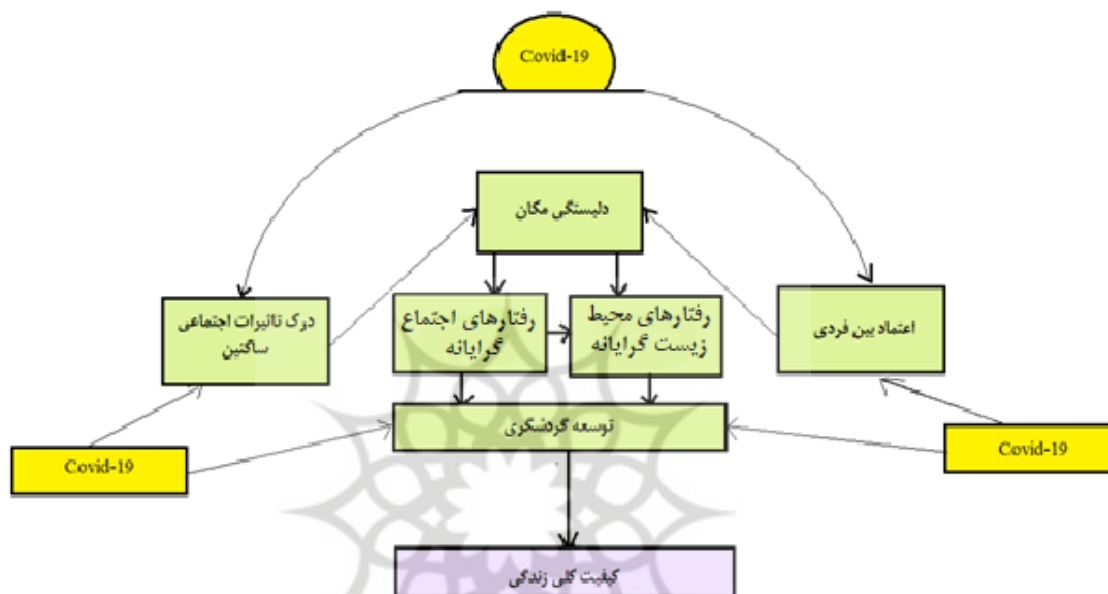 Covid-19
دلبستگی مکان
رفتارهای اجتماع
گرایانه
رفتارهای محیط
زیست گرایانه
درک تاثیرات اجتماعی
ساکنین
اعتماد بین فردی
توسعه گردشگری
Covid-19
Covid-19
کیفیت کلی زندگی